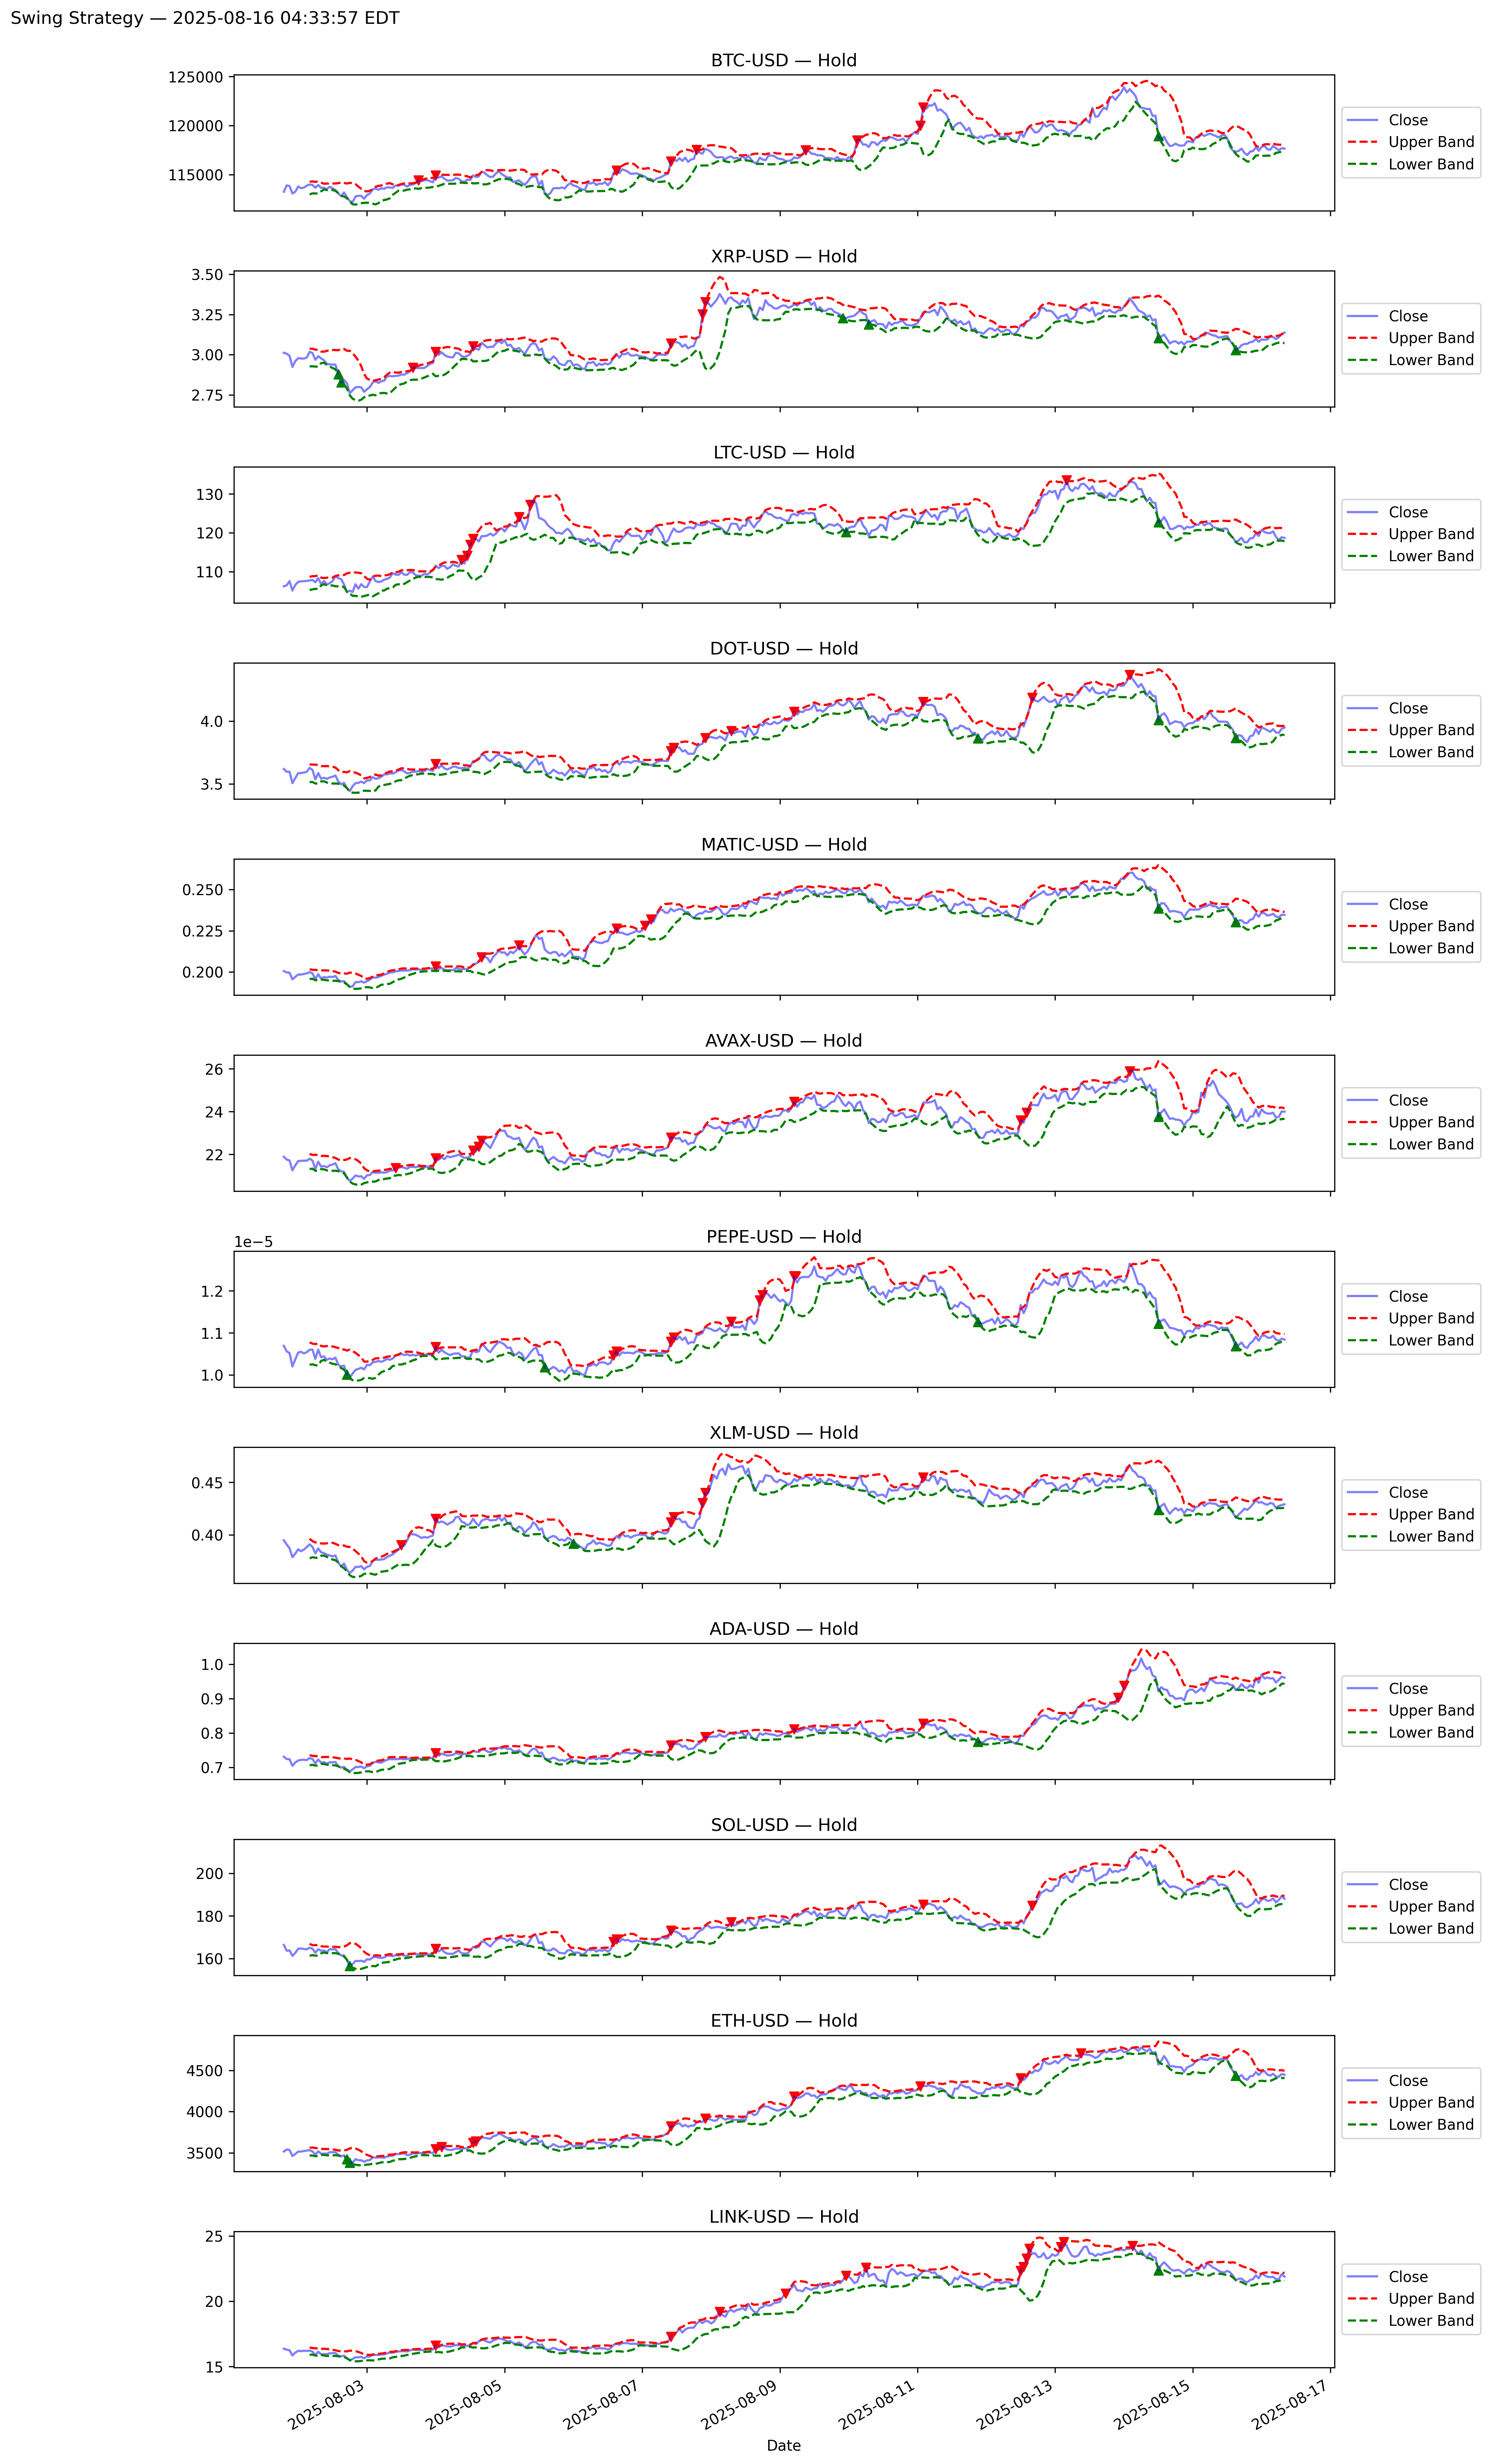 Swing Strategy — 2025-08-16 04:33:57 EDT
BTC-USD — Hold
125000
120000
115000
Close
Upper Band
Lower Band
XRP-USD — Hold
3.50
3.25
3.00
2.75
Close
Upper Band
Lower Band
LTC-USD — Hold
130
120
110
Close
Upper Band
Lower Band
DOT-USD — Hold
4.0
3.5
Close
Upper Band
Lower Band
MATIC-USD — Hold
0.250
0.225
0.200
Close
Upper Band
Lower Band
AVAX-USD — Hold
26
24
22
Close
Upper Band
Lower Band
PEPE-USD — Hold
1e−5
1.2
1.1
1.0
Close
Upper Band
Lower Band
XLM-USD — Hold
0.45
0.40
Close
Upper Band
Lower Band
ADA-USD — Hold
1.0
0.9
0.8
0.7
Close
Upper Band
Lower Band
SOL-USD — Hold
200
180
160
Close
Upper Band
Lower Band
ETH-USD — Hold
4500
4000
3500
Close
Upper Band
Lower Band
LINK-USD — Hold
25
20
15
Close
Upper Band
Lower Band
2025-08-03
2025-08-05
2025-08-07
2025-08-09
2025-08-11
2025-08-13
2025-08-15
2025-08-17
Date